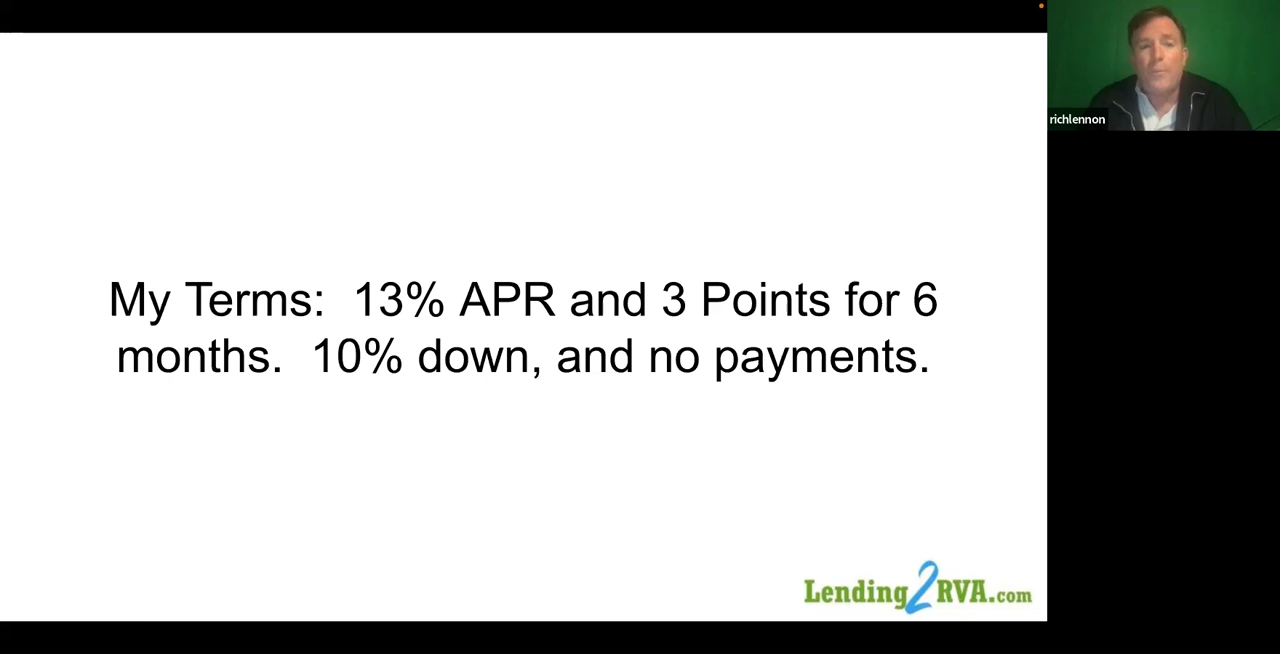 richlennon
My Terms:  13% APR and 3 Points for 6
months.  10% down, and no payments.
Lending2RVA.com